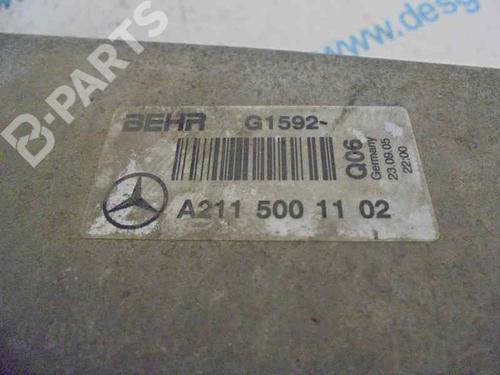 www.desg
B-PARTS
BEHR G1592-
Q06
Germany
23.09.05
22:00
A211 500 11 02